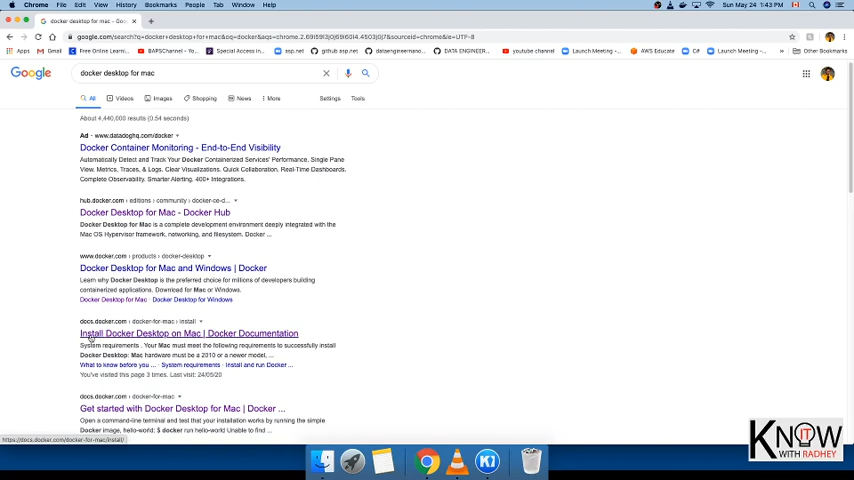 Chrome File Edit View History Bookmarks People Tab Window Help
Sun May 24 1:43 PM
docker desktop for mac - Goo
google.com/search?q=docker+desktop+for+mac&oq=docker&aqs=chrome.2.69i59l3j0j69i61l4.4503j0j7&sourceid=chrome&ie=UTF-8
Apps Gmail Free Online Learni... BAPSChannel... Special Access in... asp.net github asp.net dataengineemano... DATA ENGINEER... youtube channel Launch Meeting -... AWS Educate C# Launch Meeting -... Other Bookmarks
Google
docker desktop for mac
All Videos Images Shopping News More Settings Tools
About 4,440,000 results (0.54 seconds)
Ad · www.datadoghq.com/docker
Docker Container Monitoring - End-to-End Visibility
Automatically Detect and Track Your Docker Containerized Services' Performance. Single Pane
View. Metrics, Traces, & Logs. Clear Visualizations. Quick Collaboration. Real-Time Dashboards.
Complete Observability. Smarter Alerting. 400+ Integrations.
hub.docker.com › editions › community › docker-ce-d...
Docker Desktop for Mac - Docker Hub
Docker Desktop for Mac is a complete development environment deeply integrated with the
Mac OS Hypervisor framework, networking, and filesystem. Docker ...
www.docker.com › products › docker-desktop
Docker Desktop for Mac and Windows | Docker
Learn why Docker Desktop is the preferred choice for millions of developers building
containerized applications. Download for Mac or Windows.
Docker Desktop for Mac · Docker Desktop for Windows
docs.docker.com › docker-for-mac › install
Install Docker Desktop on Mac | Docker Documentation
System requirements . Your Mac must meet the following requirements to successfully install
Docker Desktop: Mac hardware must be a 2010 or a newer model, ...
What to know before you ... · System requirements · Install and run Docker ...
You've visited this page 3 times. Last visit: 24/05/20
docs.docker.com › docker-for-mac
Get started with Docker Desktop for Mac | Docker ...
Open a command-line terminal and test that your installation works by running the simple
Docker image, hello-world: $ docker run hello-world Unable to find ...
https://docs.docker.com/docker-for-mac/install/
KNOW
IT
WITH RADHEY